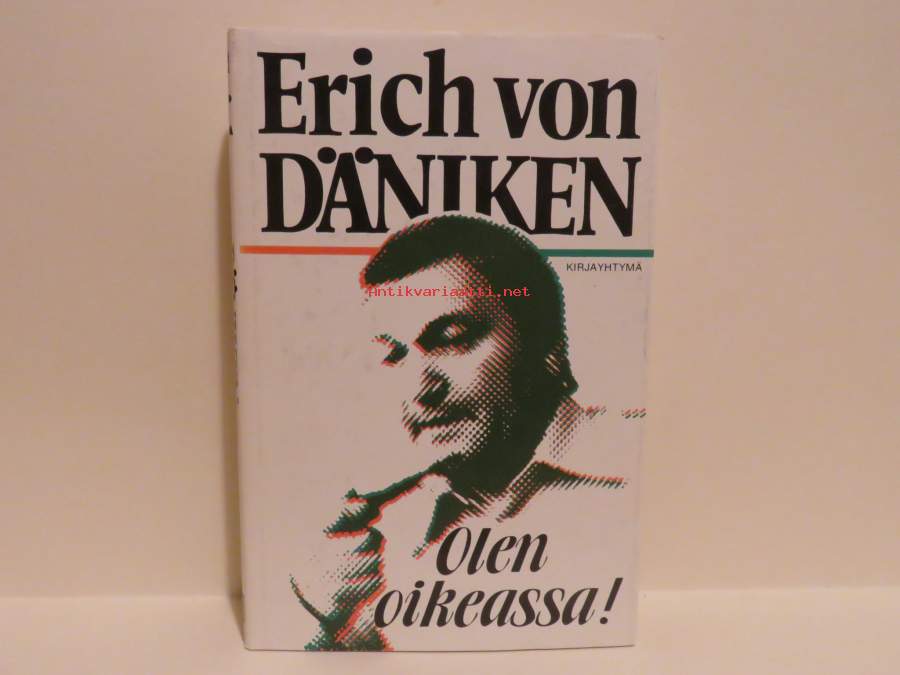 Erich von
DÄNIKEN
KIRJAYHTYMÄ
Antikvariaatti.net
Olen
oikeassa!